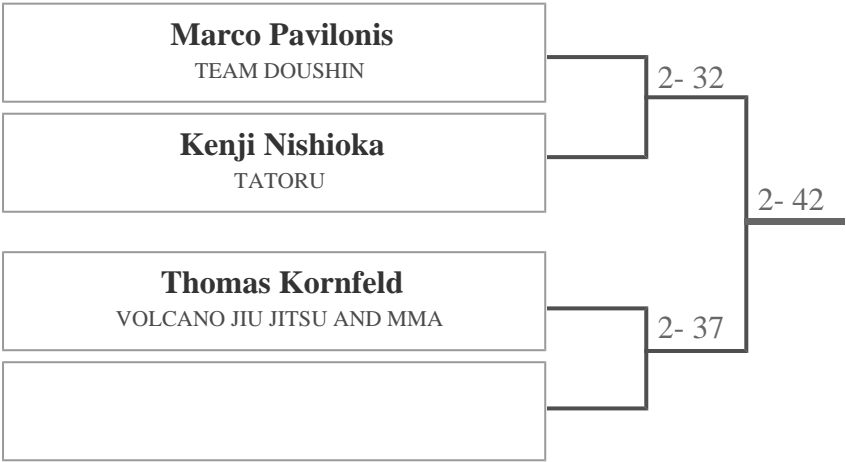 Marco Pavilonis
TEAM DOUSHIN
2- 32
Kenji Nishioka
TATORU
2- 42
Thomas Kornfeld
VOLCANO JIU JITSU AND MMA
2- 37